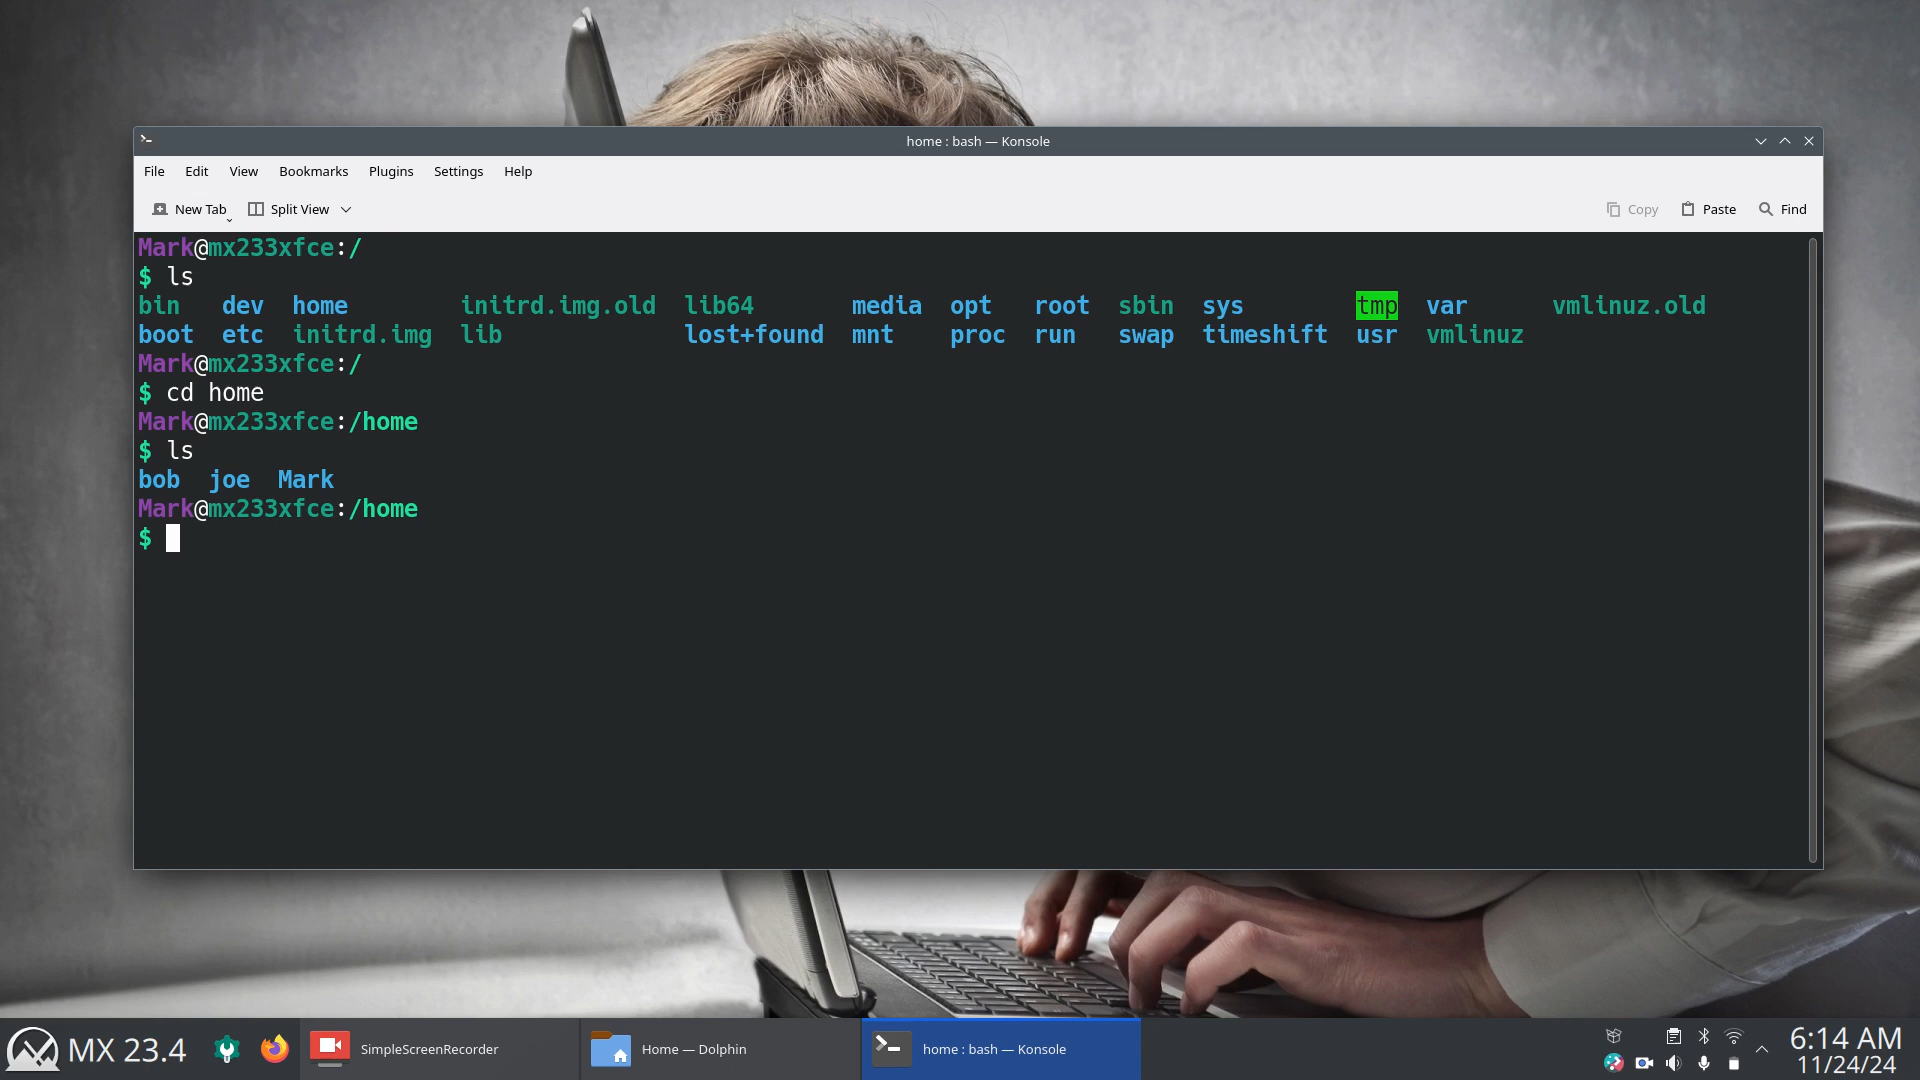 home : bash — Konsole
File Edit View Bookmarks Plugins Settings Help
New Tab Split View Copy Paste Find
Mark@mx233xfce:/
$ ls
bin dev home initrd.img.old lib64 media opt root sbin sys tmp var vmlinuz.old
boot etc initrd.img lib lost+found mnt proc run swap timeshift usr vmlinuz
Mark@mx233xfce:/
$ cd home
Mark@mx233xfce:/home
$ ls
bob joe Mark
Mark@mx233xfce:/home
$
MX 23.4 SimpleScreenRecorder Home — Dolphin home : bash — Konsole 6:14 AM
11/24/24